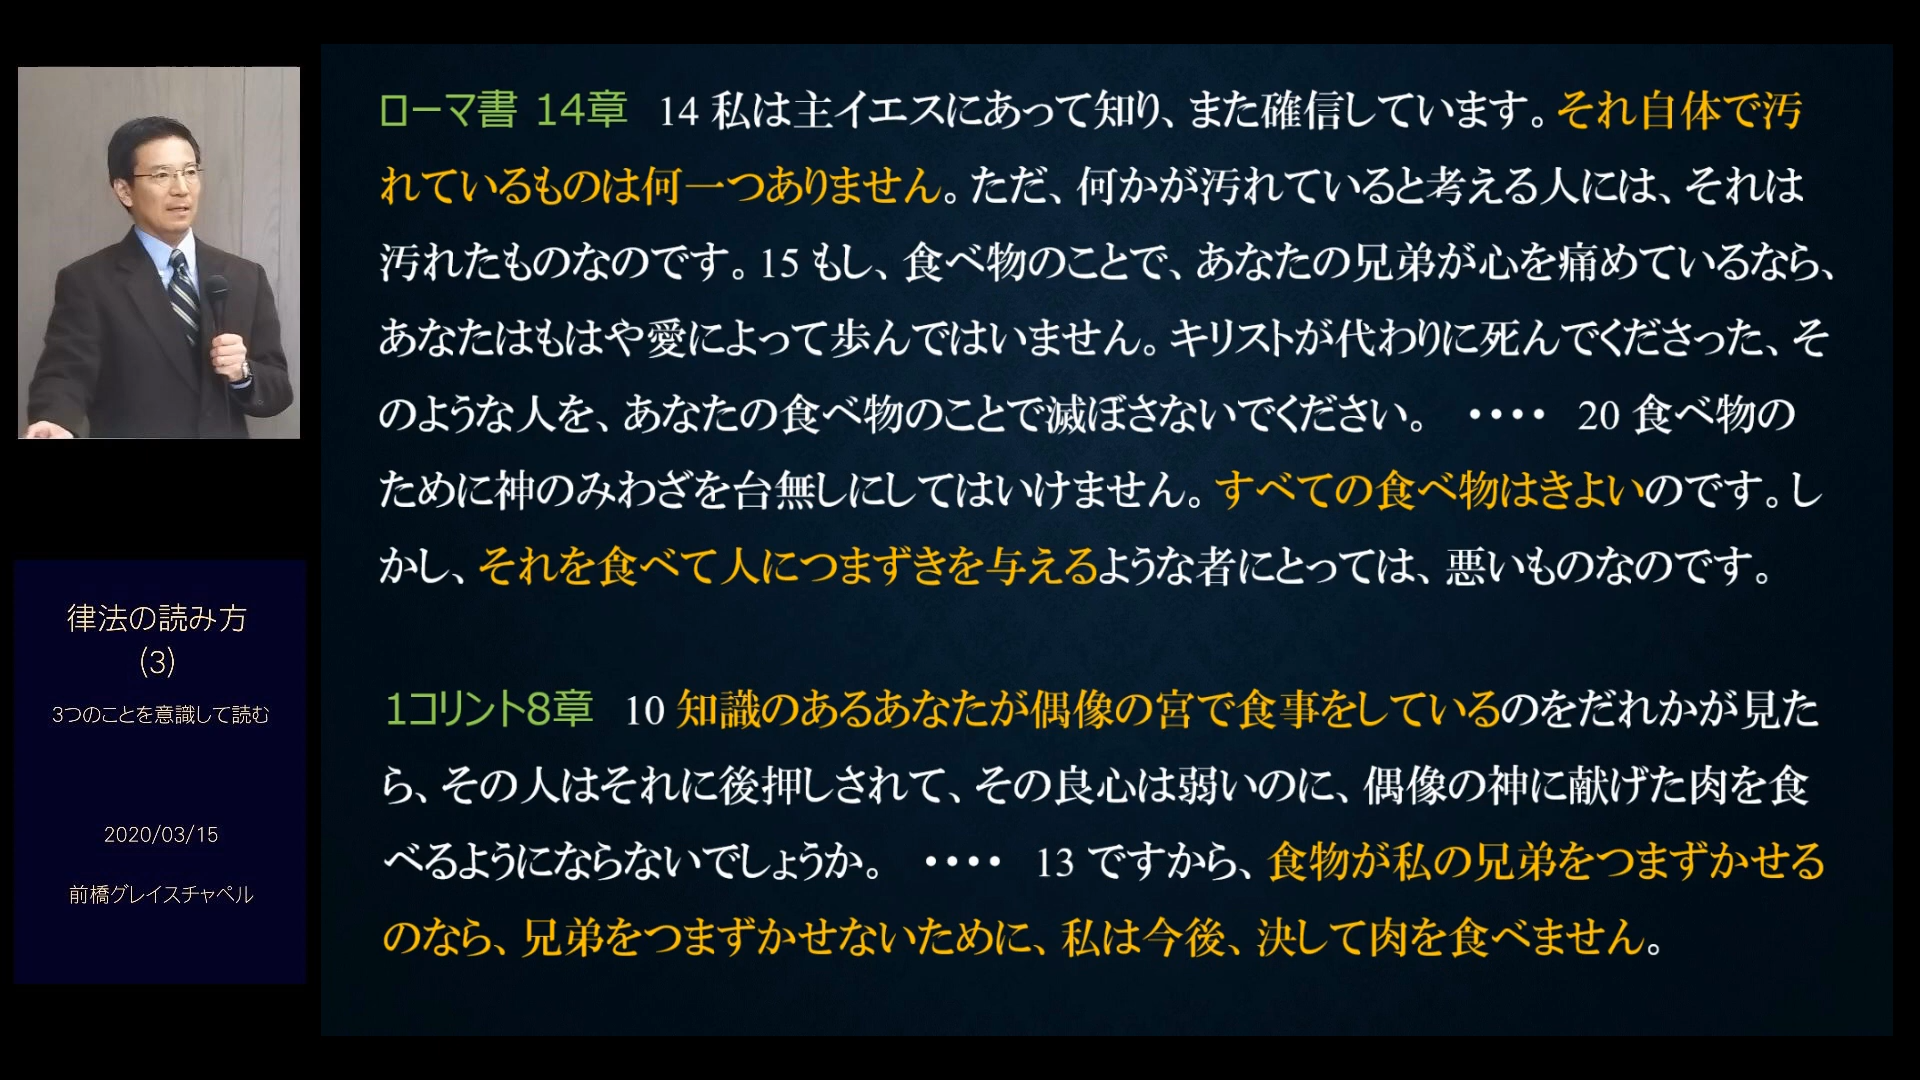 律法の読み方
(3)
3つのことを意識して読む
2020/03/15
前橋グレイスチャペル
ローマ書 14章 14 私は主イエスにあって知り、また確信しています。それ自体で汚
れているものは何一つありません。ただ、何かが汚れていると考える人には、それは
汚れたものなのです。15 もし、食べ物のことで、あなたの兄弟が心を痛めているなら、
あなたはもはや愛によって歩んではいません。キリストが代わりに死んでくださった、そ
のような人を、あなたの食べ物のことで滅ぼさないでください。 ・・・・ 20 食べ物の
ために神のみわざを台無しにしてはいけません。すべての食べ物はきよいのです。し
かし、それを食べて人につまずきを与えるような者にとっては、悪いものなのです。
1コリント8章 10 知識のあるあなたが偶像の宮で食事をしているのをだれかが見た
ら、その人はそれに後押しされて、その良心は弱いのに、偶像の神に献げた肉を食
べるようにならないでしょうか。 ・・・・ 13 ですから、食物が私の兄弟をつまずかせる
のなら、兄弟をつまずかせないために、私は今後、決して肉を食べません。